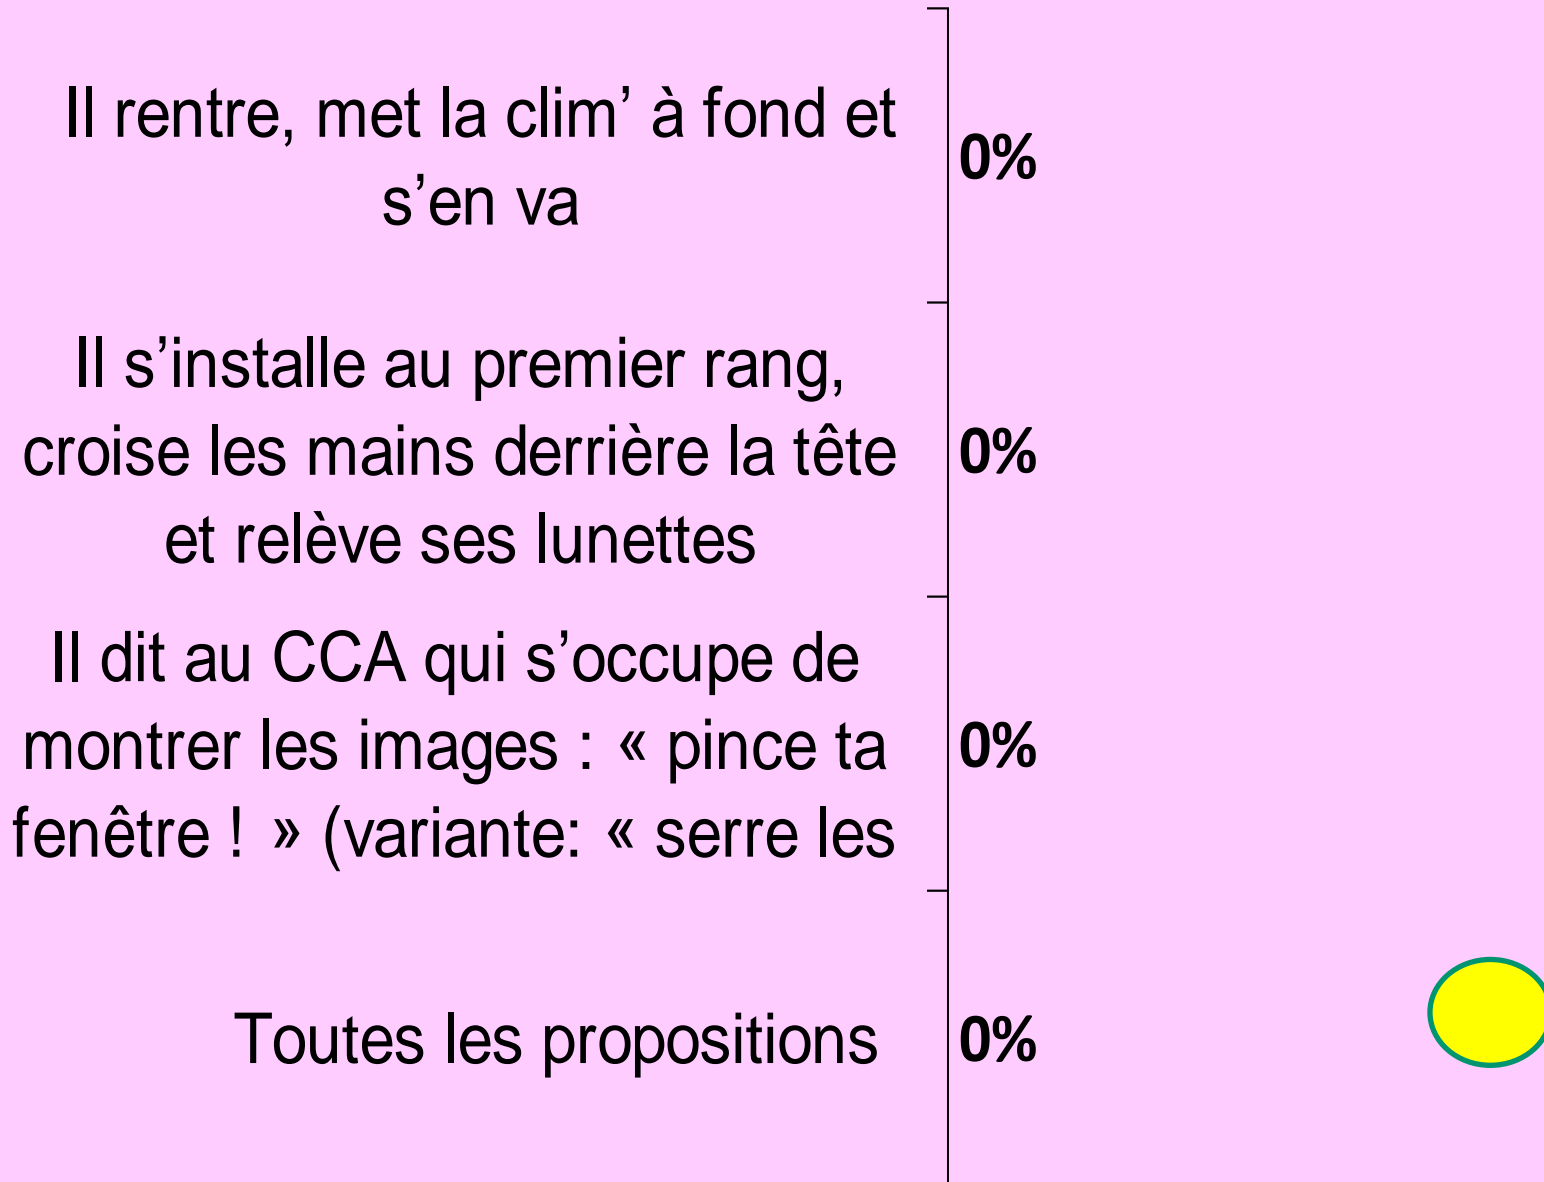 Il rentre, met la clim’ à fond et
s’en va
0%
Il s’installe au premier rang,
croise les mains derrière la tête
et relève ses lunettes
0%
Il dit au CCA qui s’occupe de
montrer les images : « pince ta
fenêtre ! » (variante: « serre les
0%
Toutes les propositions
0%